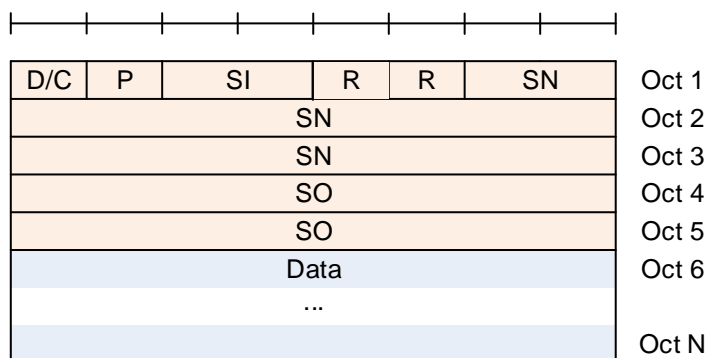 D/C P SI R R SN Oct 1
SN Oct 2
SN Oct 3
SO Oct 4
SO Oct 5
Data Oct 6
...
Oct N